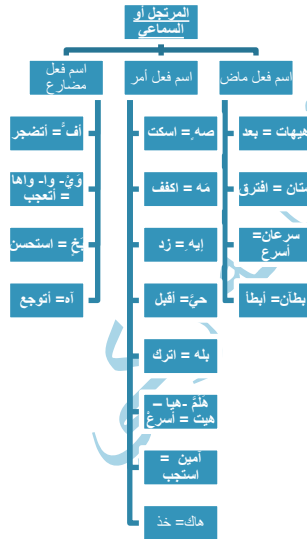 المرتجل أو
السماعي
اسم فعل ماض
هيهات = بعد
شتان = افترق
سرعان=
أسرع
بطآن= أبطأ
اسم فعل أمر
صهٍ = اسكت
مَه = اكفف
إيهِ = زد
حيَّ = أقبل
بله = اترك
هَلُمَّ -هيا –
هيت = أسرعْ
آمين =
استجب
هاك= خذ
اسم فعل
مضارع
أفٍّ = أتضجر
وَيْ- وا- واها
= أتعجب
بَخٍ = استحسن
آه= أتوجع